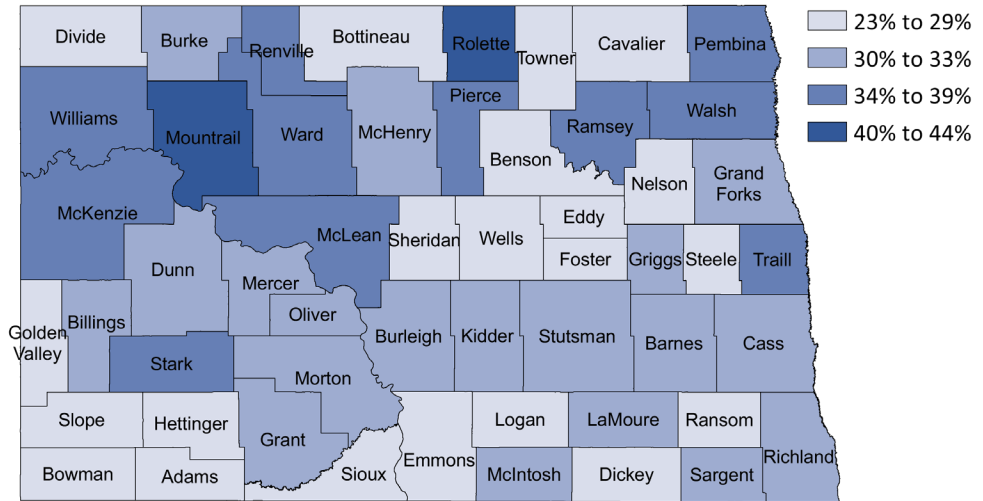 Divide
Burke
Renville
Bottineau
Rolette
Towner
Cavalier
Pembina
23% to 29%
30% to 33%
34% to 39%
40% to 44%
Williams
Mountrail
Ward
McHenry
Pierce
Benson
Ramsey
Walsh
Nelson
Grand
Forks
McKenzie
McLean
Sheridan
Wells
Eddy
Foster
Griggs
Steele
Traill
Dunn
Mercer
Oliver
Golden
Valley
Billings
Stark
Morton
Burleigh
Kidder
Stutsman
Barnes
Cass
Slope
Hettinger
Grant
Logan
LaMoure
Ransom
Richland
Bowman
Adams
Sioux
Emmons
McIntosh
Dickey
Sargent